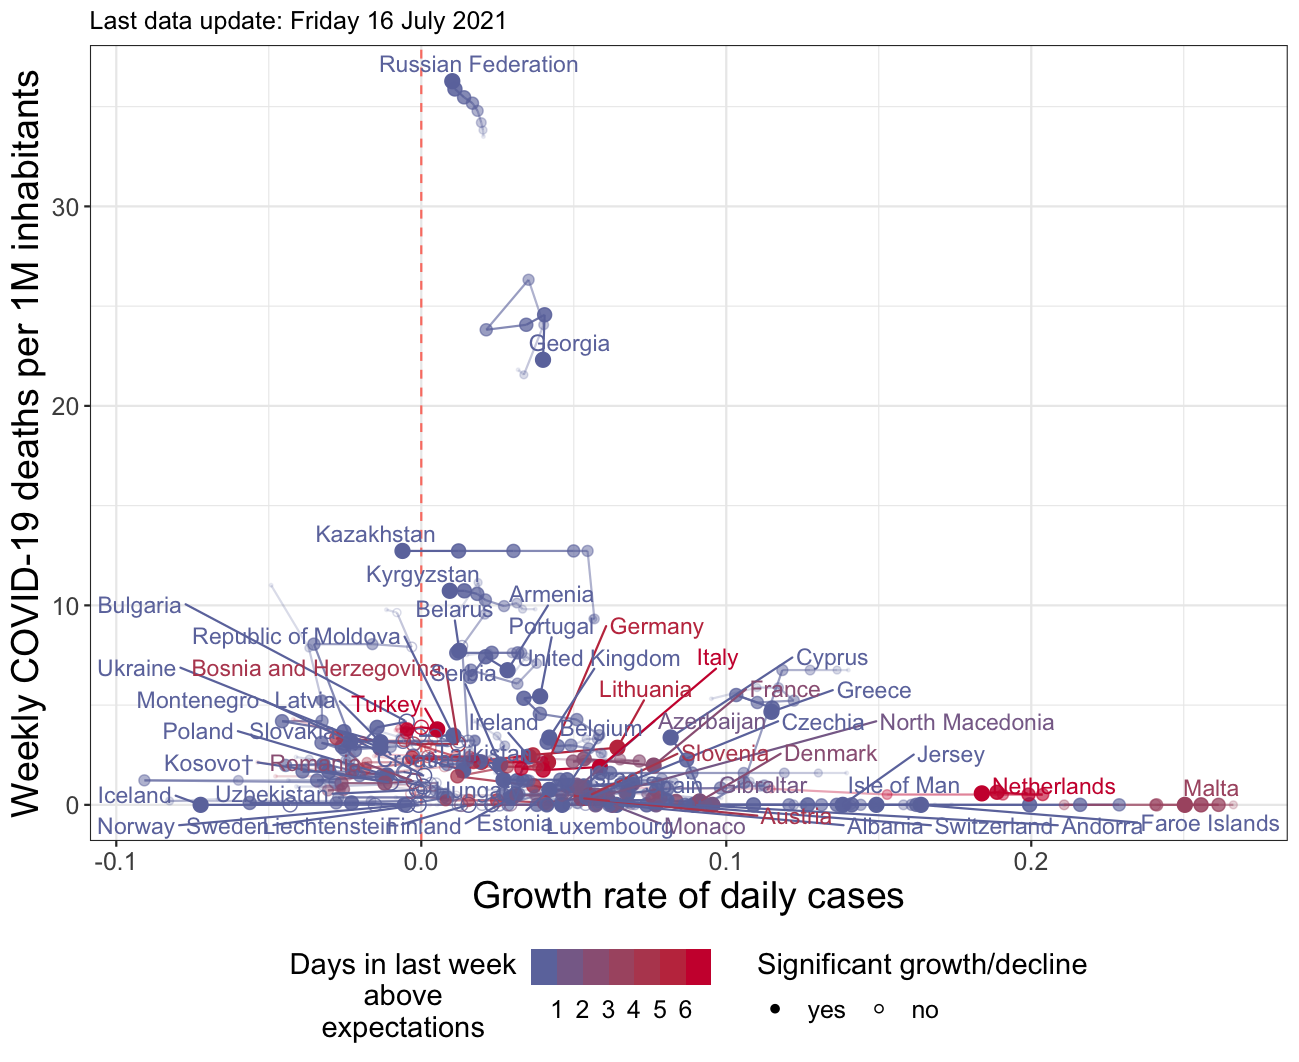 Last data update: Friday 16 July 2021
Weekly COVID-19 deaths per 1M inhabitants
30
20
10
0
Russian Federation
Georgia
Kazakhstan
Kyrgyzstan
Armenia
Bulgaria
Belarus
Republic of Moldova
Portugal
Germany
Ukraine
Bosnia and Herzegovina
Serbia
United Kingdom
Italy
Cyprus
Montenegro
Latvia
Turkey
Lithuania
France
Greece
Poland
Slovakia
Ireland
Belgium
Azerbaijan
Czechia
North Macedonia
Kosovo†
Romania
Slovenia
Denmark
Jersey
Iceland
Uzbekistan
Gibraltar
Isle of Man
Netherlands
Malta
Norway
Sweden
Liechtenstein
Finland
Estonia
Luxembourg
Monaco
Austria
Albania
Switzerland
Andorra
Faroe Islands
-0.1
0.0
0.1
0.2
Growth rate of daily cases
Days in last week
above
expectations
1 2 3 4 5 6
Significant growth/decline
yes
no